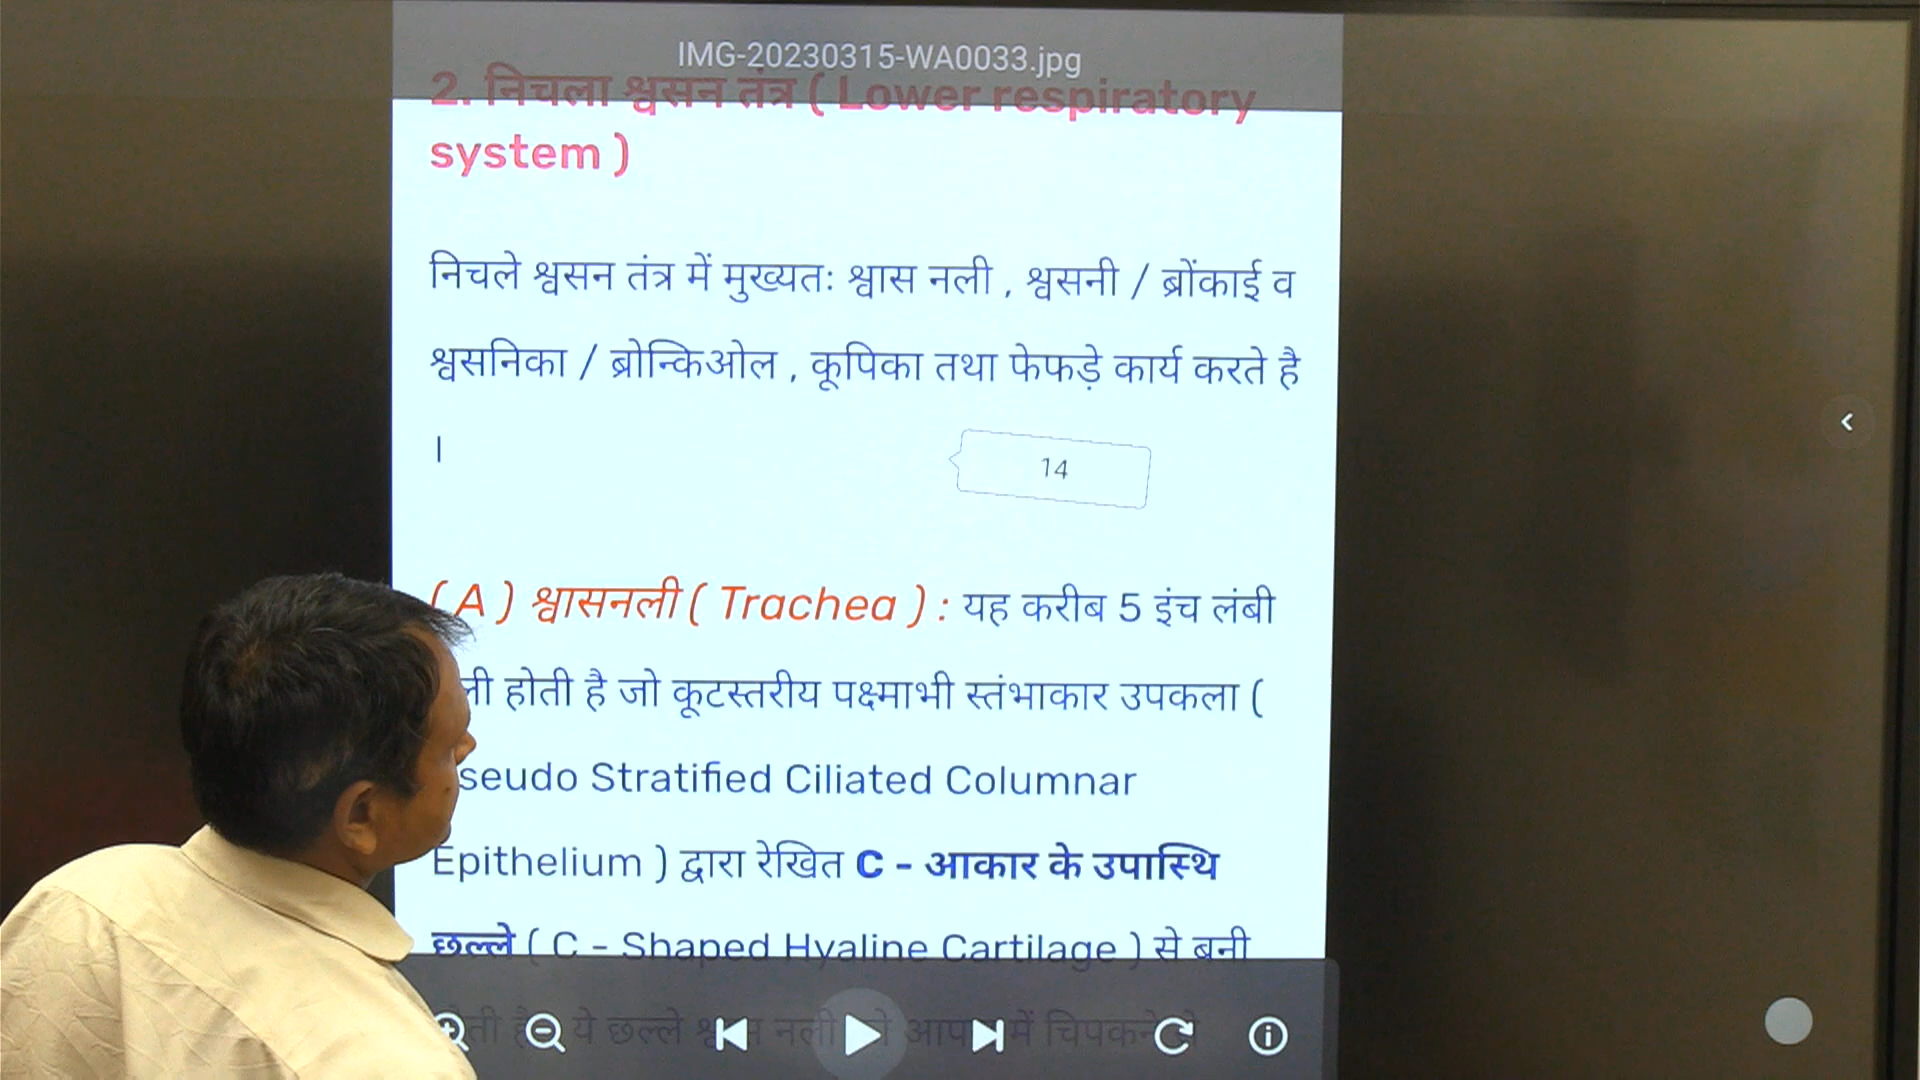 IMG-20230315-WA0033.jpg
2. निचला श्वसन तंत्र ( Lower respiratory
system )
निचले श्वसन तंत्र में मुख्यतः श्वास नली , श्वसनी / ब्रोंकाई व
श्वसनिका / ब्रोन्किओल , कूपिका तथा फेफड़े कार्य करते है
|
14
( A ) श्वासनली ( Trachea ) : यह करीब 5 इंच लंबी
होती है जो कूटस्तरीय पक्ष्माभी स्तंभाकार उपकला (
seudo Stratified Ciliated Columnar
Epithelium ) द्वारा रेखित C - आकार के उपास्थि
छल्ले ( C - Shaped Hyaline Cartilage ) से बनी
ये छल्ले नली में